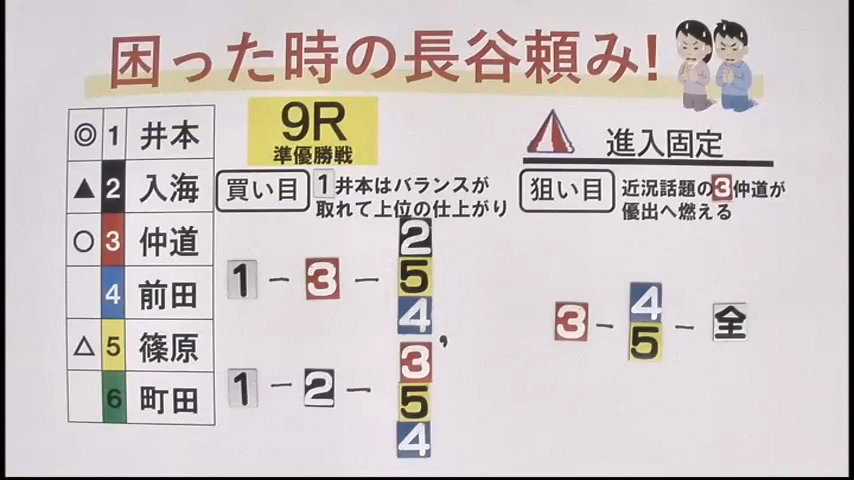 困った時の長谷頼み!
◎ 1 井本
▲ 2 入海
○ 3 仲道
4 前田
△ 5 篠原
6 町田
9R
準優勝戦
進入固定
買い目
1井本はバランスが
取れて上位の仕上がり
狙い目
近況話題の3仲道が
優出へ燃える
1 - 3 - 2 5 4 ,
1 - 2 - 3 5 4
3 - 4 5 - 全